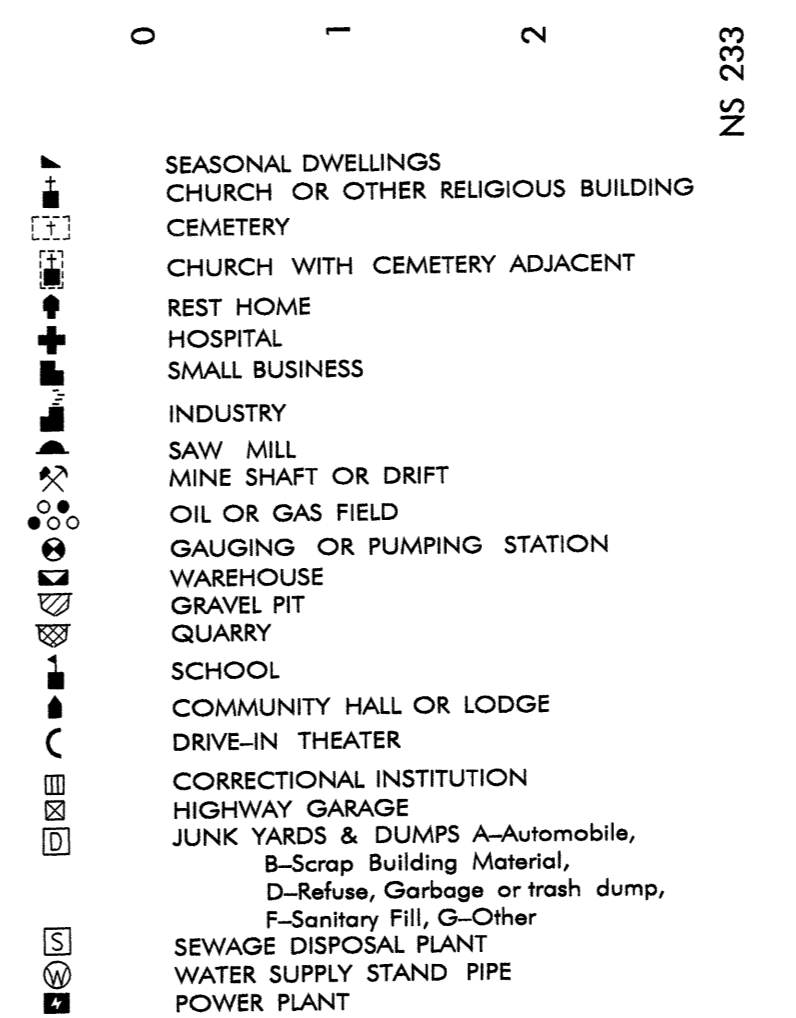 0 1 2 NS 233
SEASONAL DWELLINGS
CHURCH OR OTHER RELIGIOUS BUILDING
CEMETERY
CHURCH WITH CEMETERY ADJACENT
REST HOME
HOSPITAL
SMALL BUSINESS
INDUSTRY
SAW MILL
MINE SHAFT OR DRIFT
OIL OR GAS FIELD
GAUGING OR PUMPING STATION
WAREHOUSE
GRAVEL PIT
QUARRY
SCHOOL
COMMUNITY HALL OR LODGE
DRIVE–IN THEATER
CORRECTIONAL INSTITUTION
HIGHWAY GARAGE
D JUNK YARDS & DUMPS A–Automobile,
B–Scrap Building Material,
D–Refuse, Garbage or trash dump,
F–Sanitary Fill, G–Other
S SEWAGE DISPOSAL PLANT
W WATER SUPPLY STAND PIPE
POWER PLANT